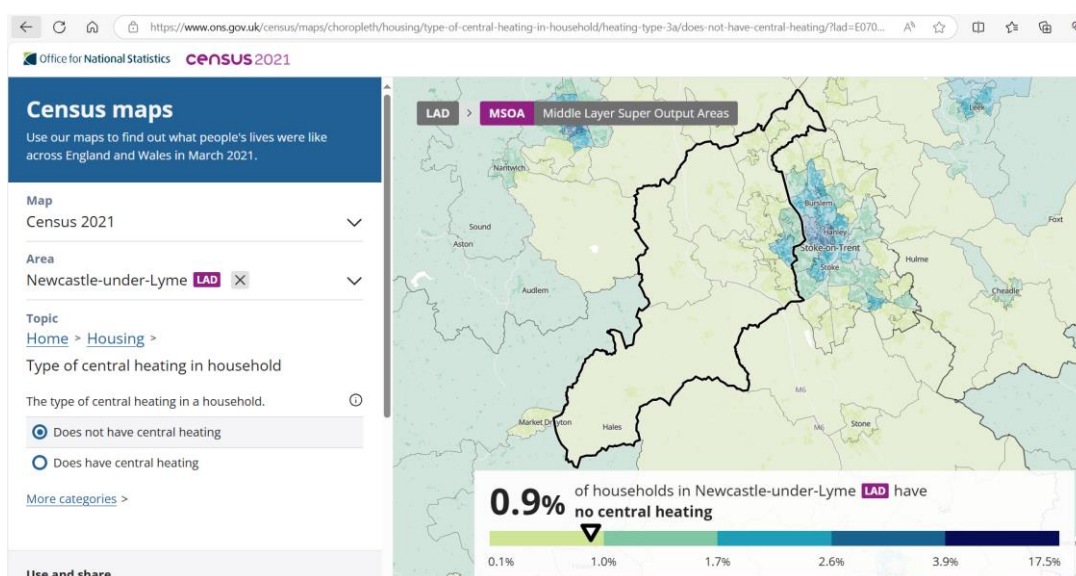 https://www.ons.gov.uk/census/maps/choropleth/housing/type-of-central-heating-in-household/heating-type-3a/does-not-have-central-heating/?lad=E070...
Office for National Statistics census 2021
Census maps
Use our maps to find out what people's lives were like
across England and Wales in March 2021.
Map
Census 2021
Area
Newcastle-under-Lyme LAD
Topic
Home > Housing >
Type of central heating in household
The type of central heating in a household.
Does not have central heating
Does have central heating
More categories >
Use and share
LAD > MSOA Middle Layer Super Output Areas
Leek
Nantwich
Sound
Aston
Burslem
Foxt
Hanley
Stoke-on-Trent
Hulme
Stoke
Audlem
Cheadle
M6
Market Drayton
Hales
M6
Stone
0.9% of households in Newcastle-under-Lyme LAD have
no central heating
0.1% 1.0% 1.7% 2.6% 3.9% 17.5%